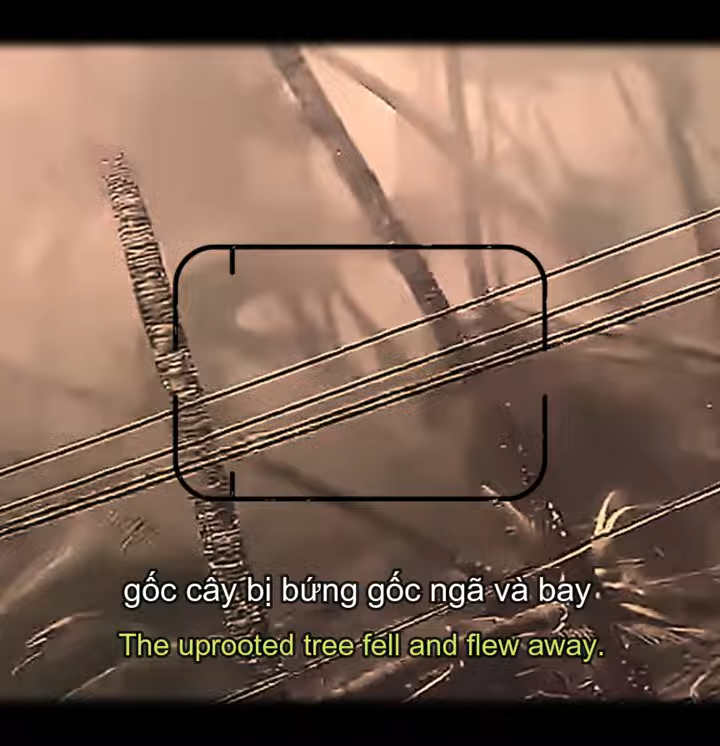 gốc cây bị bứng gốc ngã và bay
The uprooted tree fell and flew away.